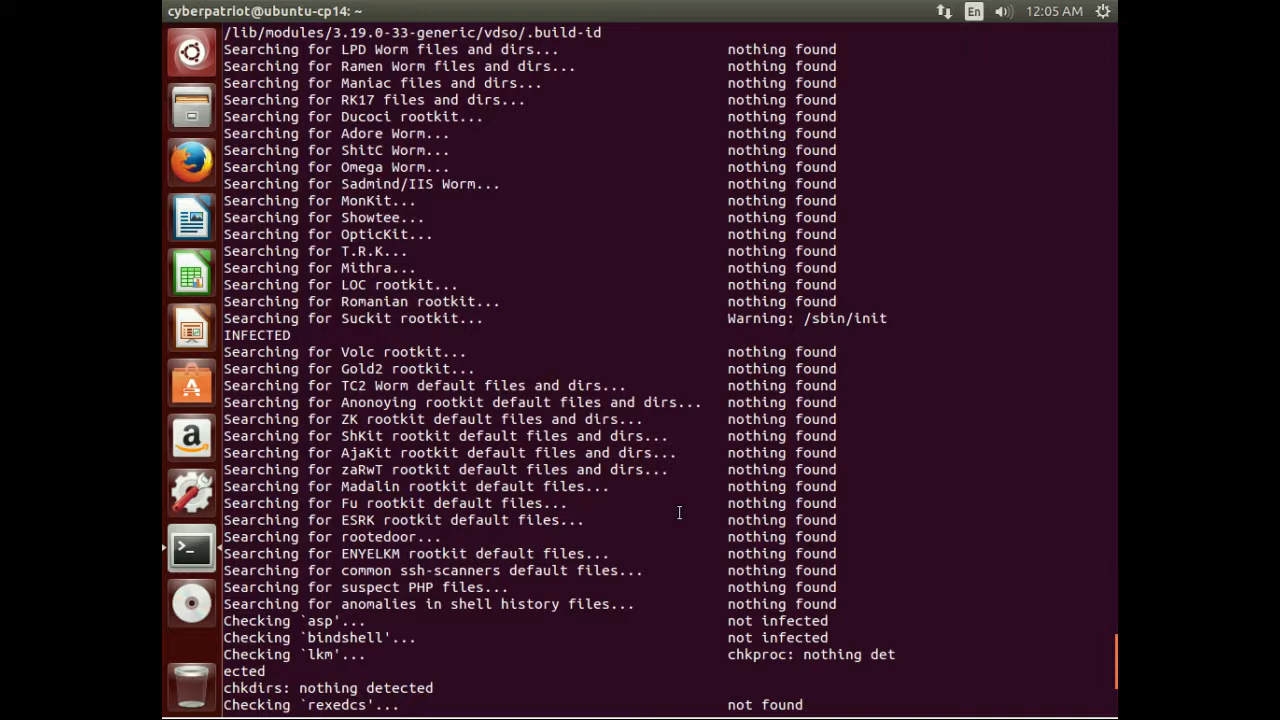 cyberpatriot@ubuntu-cp14: ~
En
12:05 AM
/lib/modules/3.19.0-33-generic/vdso/.build-id
Searching for LPD Worm files and dirs... nothing found
Searching for Ramen Worm files and dirs... nothing found
Searching for Maniac files and dirs... nothing found
Searching for RK17 files and dirs... nothing found
Searching for Ducoci rootkit... nothing found
Searching for Adore Worm... nothing found
Searching for ShitC Worm... nothing found
Searching for Omega Worm... nothing found
Searching for Sadmind/IIS Worm... nothing found
Searching for MonKit... nothing found
Searching for Showtee... nothing found
Searching for OpticKit... nothing found
Searching for T.R.K... nothing found
Searching for Mithra... nothing found
Searching for LOC rootkit... nothing found
Searching for Romanian rootkit... nothing found
Searching for Suckit rootkit... Warning: /sbin/init
INFECTED
Searching for Volc rootkit... nothing found
Searching for Gold2 rootkit... nothing found
Searching for TC2 Worm default files and dirs... nothing found
Searching for Anonoying rootkit default files and dirs... nothing found
Searching for ZK rootkit default files and dirs... nothing found
Searching for ShKit rootkit default files and dirs... nothing found
Searching for AjaKit rootkit default files and dirs... nothing found
Searching for zaRwT rootkit default files and dirs... nothing found
Searching for Madalin rootkit default files... nothing found
Searching for Fu rootkit default files... nothing found
Searching for ESRK rootkit default files... nothing found
Searching for rootedoor... nothing found
Searching for ENYELKM rootkit default files... nothing found
Searching for common ssh-scanners default files... nothing found
Searching for suspect PHP files... nothing found
Searching for anomalies in shell history files... nothing found
Checking `asp'... not infected
Checking `bindshell'... not infected
Checking `lkm'... chkproc: nothing det
ected
chkdirs: nothing detected
Checking `rexedcs'... not found